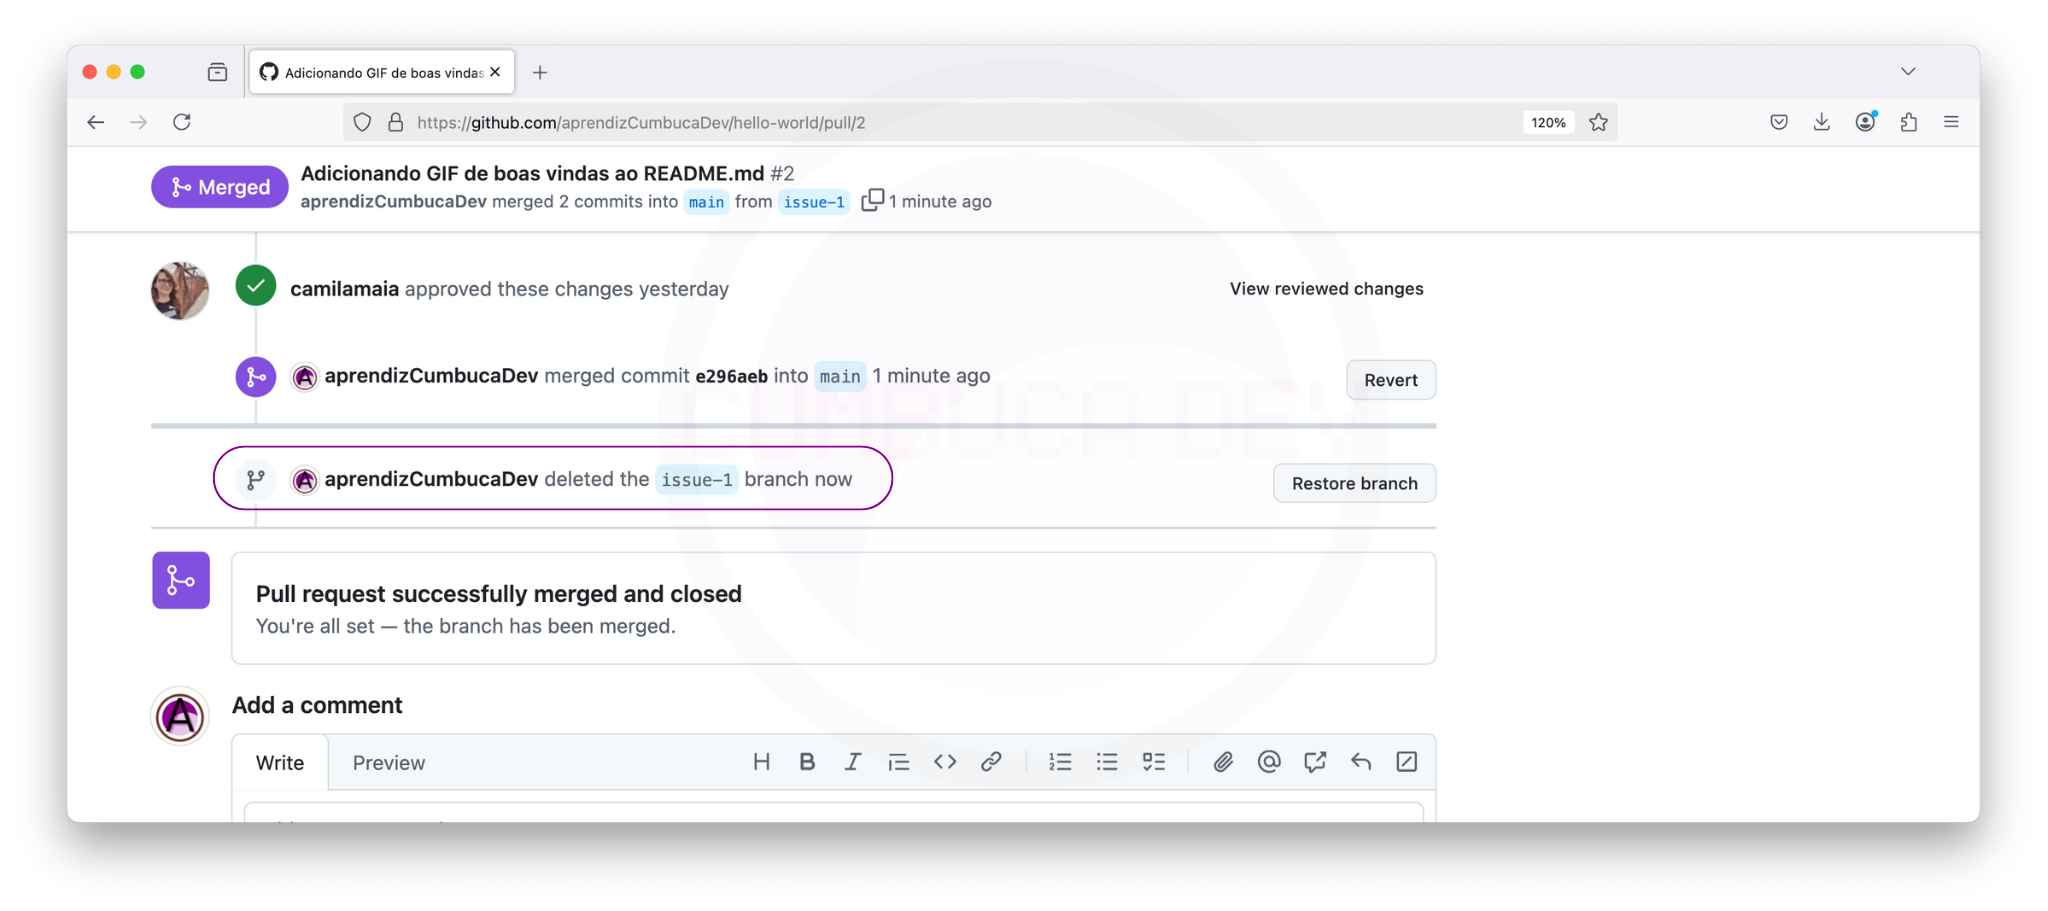 Adicionando GIF de boas vindas
https://github.com/aprendizCumbucaDev/hello-world/pull/2
120%
Merged
Adicionando GIF de boas vindas ao README.md #2
aprendizCumbucaDev merged 2 commits into main from issue-1 1 minute ago
camilamaia approved these changes yesterday
View reviewed changes
A aprendizCumbucaDev merged commit e296aeb into main 1 minute ago
Revert
CUMBUCA DEV
A aprendizCumbucaDev deleted the issue-1 branch now
Restore branch
Pull request successfully merged and closed
You're all set — the branch has been merged.
A
Add a comment
Write
Preview